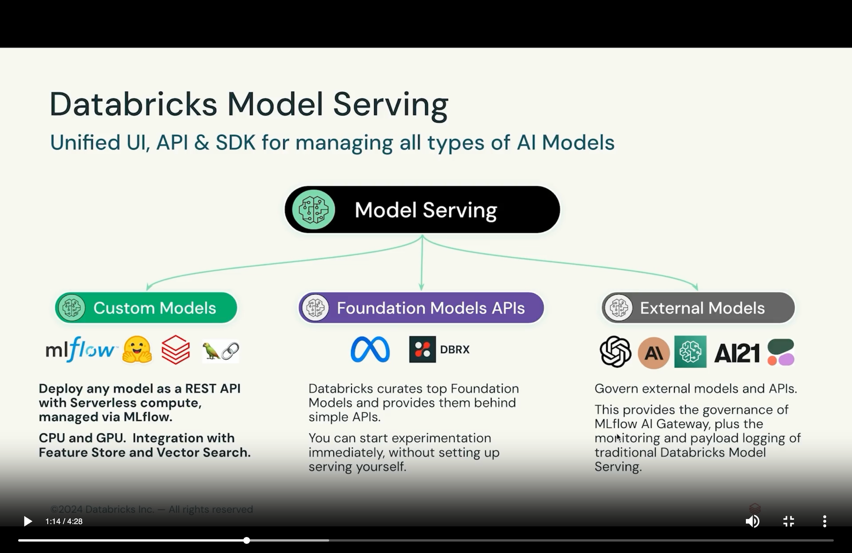 Databricks Model Serving
Unified UI, API & SDK for managing all types of AI Models
Model Serving
Custom Models
Foundation Models APIs
External Models
mlflow
DBRX
AI
AI21
Deploy any model as a REST API
with Serverless compute,
managed via MLflow.
CPU and GPU. Integration with
Feature Store and Vector Search.
Databricks curates top Foundation
Models and provides them behind
simple APIs.
You can start experimentation
immediately, without setting up
serving yourself.
Govern external models and APIs.
This provides the governance of
MLflow AI Gateway, plus the
monitoring and payload logging of
traditional Databricks Model
Serving.
©2024 Databricks Inc. — All rights reserved
1:14 / 4:28